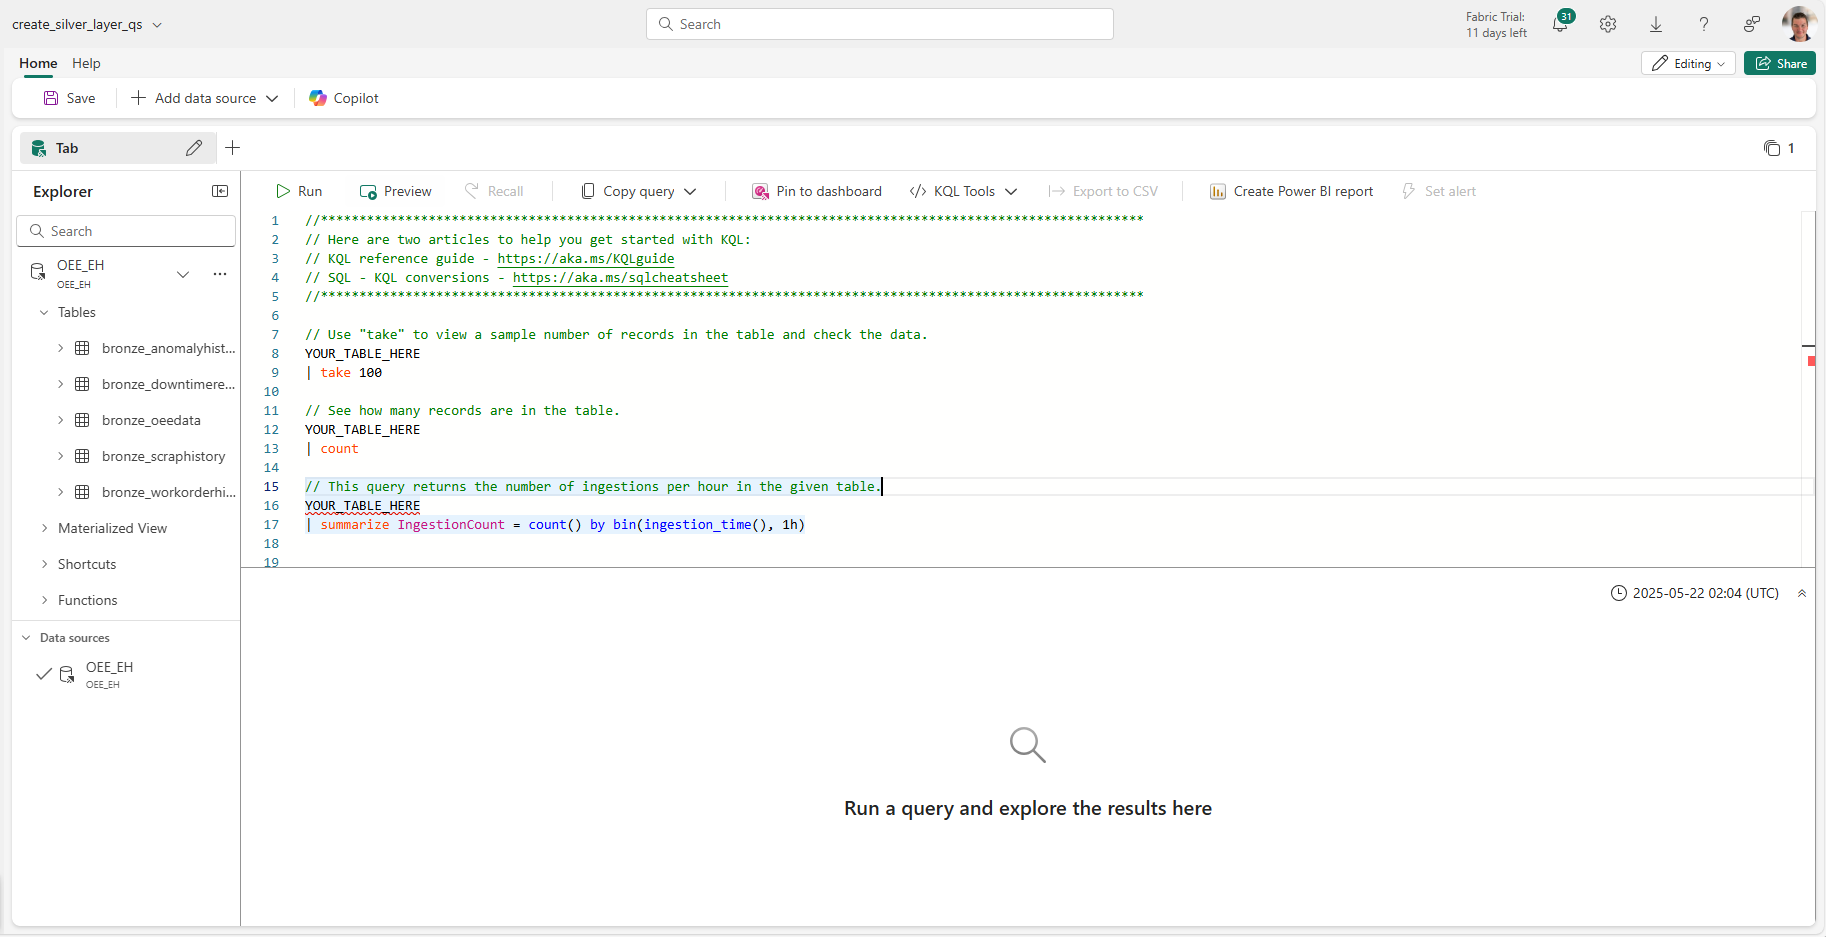 create_silver_layer_qs
Search
Fabric Trial:
11 days left
31
Home
Help
Editing
Share
Save
Add data source
Copilot
Tab
1
Explorer
Run
Preview
Recall
Copy query
Pin to dashboard
</> KQL Tools
Export to CSV
Create Power BI report
Set alert
Search
OEE_EH
OEE_EH
Tables
bronze_anomalyhist...
bronze_downtimere...
bronze_oeedata
bronze_scraphistory
bronze_workorderhi...
Materialized View
Shortcuts
Functions
Data sources
OEE_EH
OEE_EH
1 //***********************************************************************************************************
2 // Here are two articles to help you get started with KQL:
3 // KQL reference guide - https://aka.ms/KQLguide
4 // SQL - KQL conversions - https://aka.ms/sqlcheatsheet
5 //***********************************************************************************************************
6
7 // Use "take" to view a sample number of records in the table and check the data.
8 YOUR_TABLE_HERE
9 | take 100
10
11 // See how many records are in the table.
12 YOUR_TABLE_HERE
13 | count
14
15 // This query returns the number of ingestions per hour in the given table.
16 YOUR_TABLE_HERE
17 | summarize IngestionCount = count() by bin(ingestion_time(), 1h)
18
19
2025-05-22 02:04 (UTC)
Run a query and explore the results here